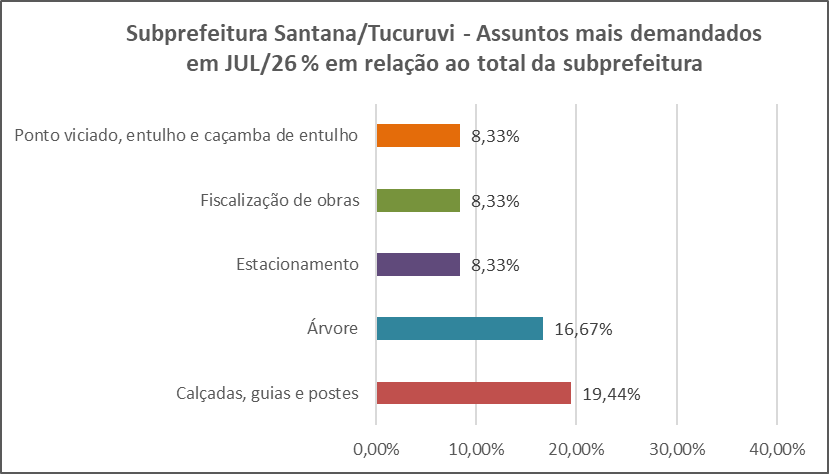 Subprefeitura Santana/Tucuruvi - Assuntos mais demandados
em JUL/26 % em relação ao total da subprefeitura
Ponto viciado, entulho e caçamba de entulho
8,33%
Fiscalização de obras
8,33%
Estacionamento
8,33%
Árvore
16,67%
Calçadas, guias e postes
19,44%
0,00% 10,00% 20,00% 30,00% 40,00%